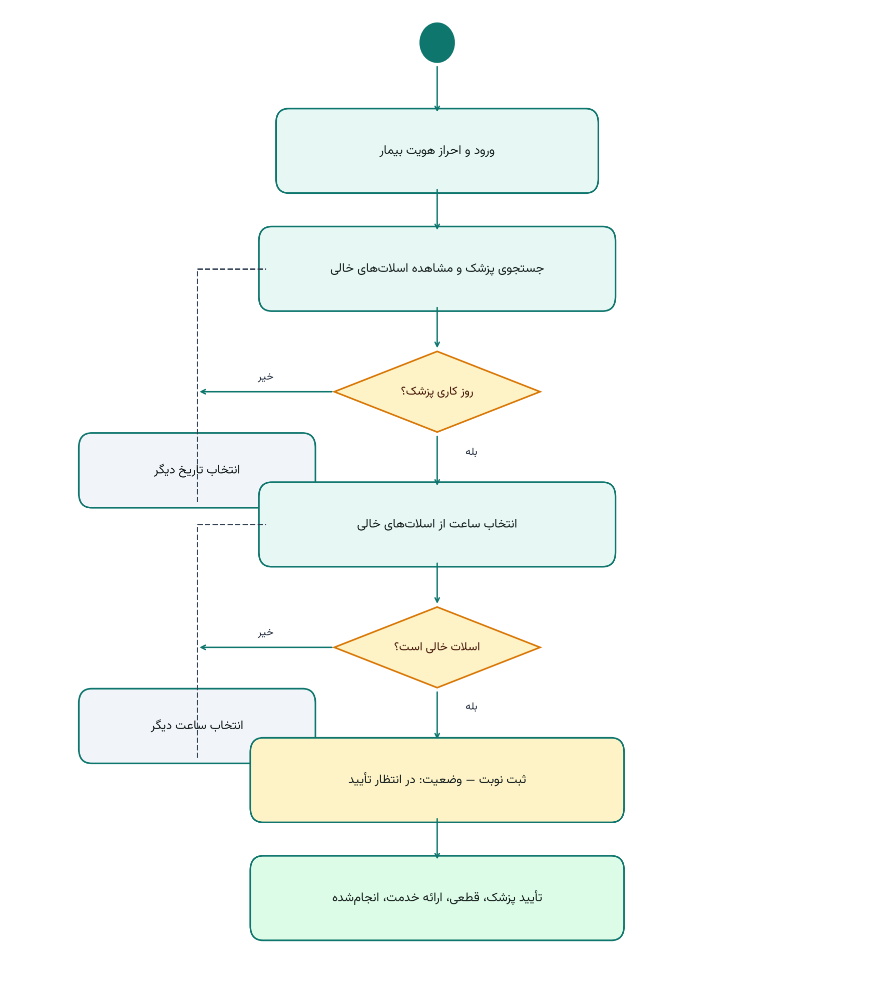 ورود و احراز هویت بیمار
جستجوی پزشک و مشاهده اسلات‌های خالی
روز کاری پزشک؟
خیر
بله
انتخاب تاریخ دیگر
انتخاب ساعت از اسلات‌های خالی
اسلات خالی است؟
خیر
بله
انتخاب ساعت دیگر
ثبت نوبت – وضعیت: در انتظار تأیید
تأیید پزشک، قطعی، ارائه خدمت، انجام‌شده